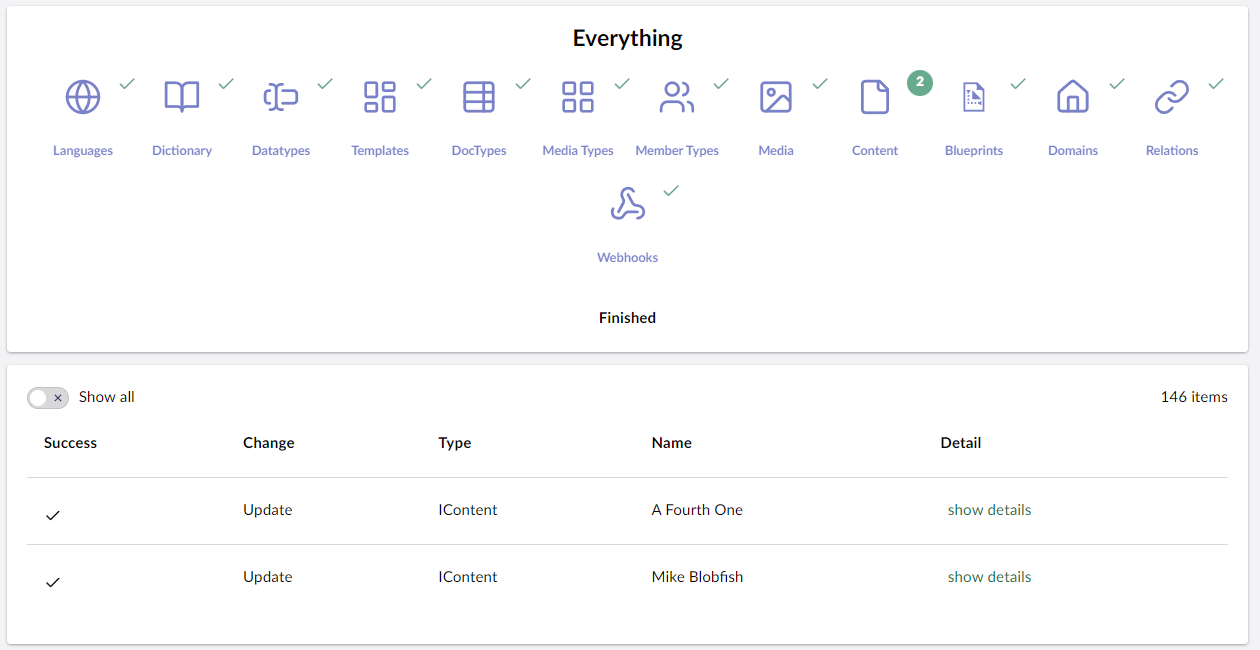 Everything
2
Languages Dictionary Datatypes Templates DocTypes Media Types Member Types Media Content Blueprints Domains Relations
Webhooks
Finished
Show all 146 items
Success Change Type Name Detail
Update IContent A Fourth One show details
Update IContent Mike Blobfish show details